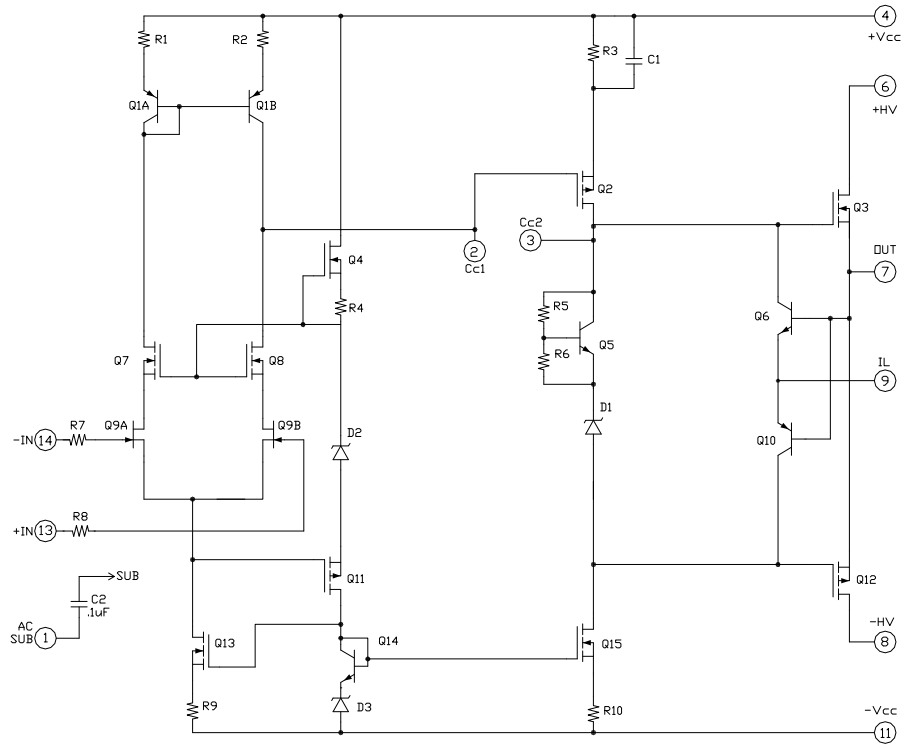 4
+Vcc
R1
R2
R3
C1
Q1A
Q1B
6
+HV
Q2
Q3
Cc2
3
2
Cc1
OUT
7
Q4
R4
R5
Q6
Q5
R6
Q7
Q8
IL
9
D1
Q9A
Q9B
-IN 14
R7
D2
Q10
+IN 13
R8
SUB
Q11
Q12
C2
.1uF
AC
SUB 1
Q13
Q14
Q15
-HV
8
R9
D3
R10
-Vcc
11